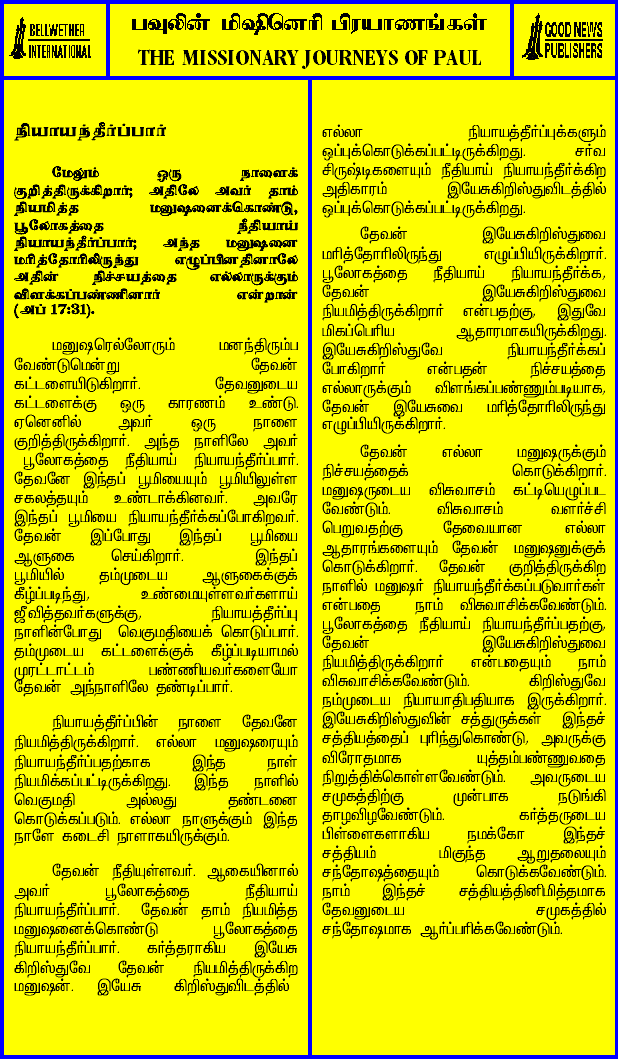 BELLWETHER
INTERNATIONAL
பவுலின் மிஷினெரி பிரயாணங்கள்
THE MISSIONARY JOURNEYS OF PAUL
GOOD NEWS
PUBLISHERS
நியாயந்தீர்ப்பார்
மேலும் ஒரு நாளைக்
குறித்திருக்கிறார்; அதிலே அவர் தாம்
நியமித்த மனுஷனைக்கொண்டு,
பூலோகத்தை நீதியாய்
நியாயந்தீர்ப்பார்; அந்த மனுஷனை
மரித்தோரிலிருந்து எழுப்பினதினாலே
அதின் நிச்சயத்தை எல்லாருக்கும்
விளக்கப்பண்ணினார் என்றான்
(அப் 17:31).
மனுஷரெல்லோரும் மனந்திரும்ப
வேண்டுமென்று தேவன்
கட்டளையிடுகிறார். தேவனுடைய
கட்டளைக்கு ஒரு காரணம் உண்டு.
ஏனெனில் அவர் ஒரு நாளை
குறித்திருக்கிறார். அந்த நாளிலே அவர்
பூலோகத்தை நீதியாய் நியாயந்தீர்ப்பார்.
தேவனே இந்தப் பூமியையும் பூமியிலுள்ள
சகலத்தயும் உண்டாக்கினவர். அவரே
இந்தப் பூமியை நியாயந்தீர்க்கப்போகிறவர்.
தேவன் இப்போது இந்தப் பூமியை
ஆளுகை செய்கிறார். இந்தப்
பூமியில் தம்முடைய ஆளுகைக்குக்
கீழ்ப்படிந்து, உண்மையுள்ளவர்களாய்
ஜீவித்தவர்களுக்கு, நியாயத்தீர்ப்பு
நாளின்போது வெகுமதியைக் கொடுப்பார்.
தம்முடைய கட்டளைக்குக் கீழ்ப்படியாமல்
முரட்டாட்டம் பண்ணியவர்களையோ
தேவன் அந்நாளிலே தண்டிப்பார்.
நியாயத்தீர்ப்பின் நாளை தேவனே
நியமித்திருக்கிறார். எல்லா மனுஷரையும்
நியாயந்தீர்ப்பதற்காக இந்த நாள்
நியமிக்கப்பட்டிருக்கிறது. இந்த நாளில்
வெகுமதி அல்லது தண்டனை
கொடுக்கப்படும். எல்லா நாளுக்கும் இந்த
நாளே கடைசி நாளாகயிருக்கும்.
தேவன் நீதியுள்ளவர். ஆகையினால்
அவர் பூலோகத்தை நீதியாய்
நியாயந்தீர்ப்பார். தேவன் தாம் நியமித்த
மனுஷனைக்கொண்டு பூலோகத்தை
நியாயந்தீர்ப்பார். கர்த்தராகிய இயேசு
கிறிஸ்துவே தேவன் நியமித்திருக்கிற
மனுஷன். இயேசு கிறிஸ்துவிடத்தில்
எல்லா நியாயத்தீர்ப்புக்களும்
ஒப்புக்கொடுக்கப்பட்டிருக்கிறது. சர்வ
சிருஷ்டிகளையும் நீதியாய் நியாயந்தீர்க்கிற
அதிகாரம் இயேசுகிறிஸ்துவிடத்தில்
ஒப்புக்கொடுக்கப்பட்டிருக்கிறது.
தேவன் இயேசுகிறிஸ்துவை
மரித்தோரிலிருந்து எழுப்பியிருக்கிறார்.
பூலோகத்தை நீதியாய் நியாயந்தீர்க்க,
தேவன் இயேசுகிறிஸ்துவை
நியமித்திருக்கிறார் என்பதற்கு, இதுவே
மிகப்பெரிய ஆதாரமாகயிருக்கிறது.
இயேசுகிறிஸ்துவே நியாயந்தீர்க்கப்
போகிறார் என்பதன் நிச்சயத்தை
எல்லாருக்கும் விளங்கப்பண்ணும்படியாக,
தேவன் இயேசுவை மரித்தோரிலிருந்து
எழுப்பியிருக்கிறார்.
தேவன் எல்லா மனுஷருக்கும்
நிச்சயத்தைக் கொடுக்கிறார்.
மனுஷருடைய விசுவாசம் கட்டியெழுப்பட
வேண்டும். விசுவாசம் வளர்ச்சி
பெறுவதற்கு தேவையான எல்லா
ஆதாரங்களையும் தேவன் மனுஷனுக்குக்
கொடுக்கிறார். தேவன் குறித்திருக்கிற
நாளில் மனுஷர் நியாயந்தீர்க்கப்படுவார்கள்
என்பதை நாம் விசுவாசிக்கவேண்டும்.
பூலோகத்தை நீதியாய் நியாயந்தீர்ப்பதற்கு,
தேவன் இயேசுகிறிஸ்துவை
நியமித்திருக்கிறார் என்பதையும் நாம்
விசுவாசிக்கவேண்டும். கிறிஸ்துவே
நம்முடைய நியாயாதிபதியாக இருக்கிறார்.
இயேசுகிறிஸ்துவின் சத்துருக்கள் இந்தச்
சத்தியத்தைப் புரிந்துகொண்டு, அவருக்கு
விரோதமாக யுத்தம்பண்ணுவதை
நிறுத்திக்கொள்ளவேண்டும். அவருடைய
சமுகத்திற்கு முன்பாக நடுங்கி
தாழவிழவேண்டும். கர்த்தருடைய
பிள்ளைகளாகிய நமக்கோ இந்தச்
சத்தியம் மிகுந்த ஆறுதலையும்
சந்தோஷத்தையும் கொடுக்கவேண்டும்.
நாம் இந்தச் சத்தியத்தினிமித்தமாக
தேவனுடைய சமுகத்தில்
சந்தோஷமாக ஆர்ப்பரிக்கவேண்டும்.